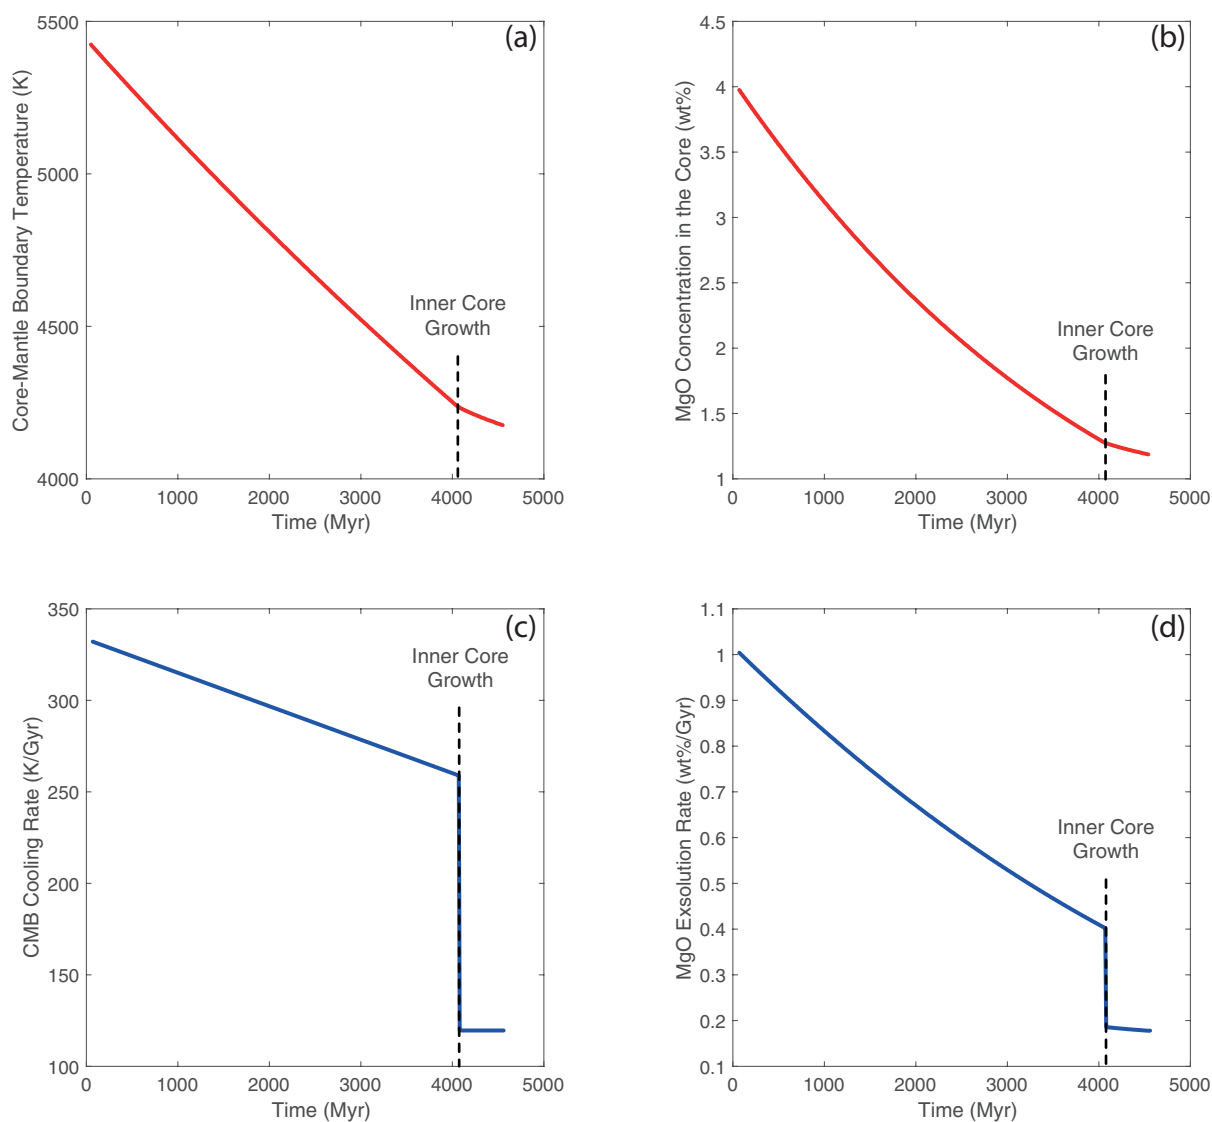 (a)
5500
5000
4500
4000
Core-Mantle Boundary Temperature (K)
Inner Core
Growth
0 1000 2000 3000 4000 5000
Time (Myr)
(b)
4.5
4
3.5
3
2.5
2
1.5
1
MgO Concentration in the Core (wt%)
Inner Core
Growth
0 1000 2000 3000 4000 5000
Time (Myr)
(c)
350
300
250
200
150
100
CMB Cooling Rate (K/Gyr)
Inner Core
Growth
0 1000 2000 3000 4000 5000
Time (Myr)
(d)
1.1
1
0.9
0.8
0.7
0.6
0.5
0.4
0.3
0.2
0.1
MgO Exsolution Rate (wt%/Gyr)
Inner Core
Growth
0 1000 2000 3000 4000 5000
Time (Myr)